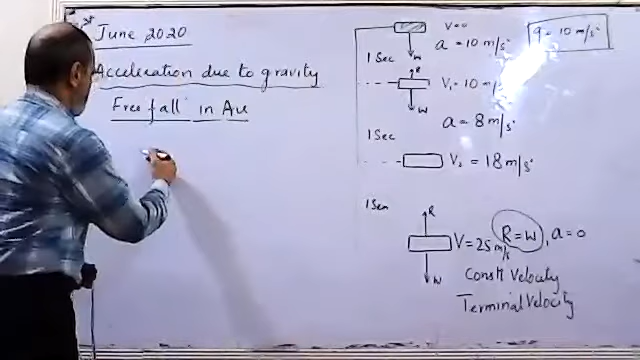 June 2020
Acceleration due to gravity
Free fall in Air
V=0
g = 10 m/s²
a = 10 m/s²
1 Sec
W
R
V₁ = 10 m/s
W
a = 8 m/s²
1 Sec
V₂ = 18 m/s
1 Sec
R
V = 25 m/s
R = W, a = 0
W
Const Velocity
Terminal Velocity